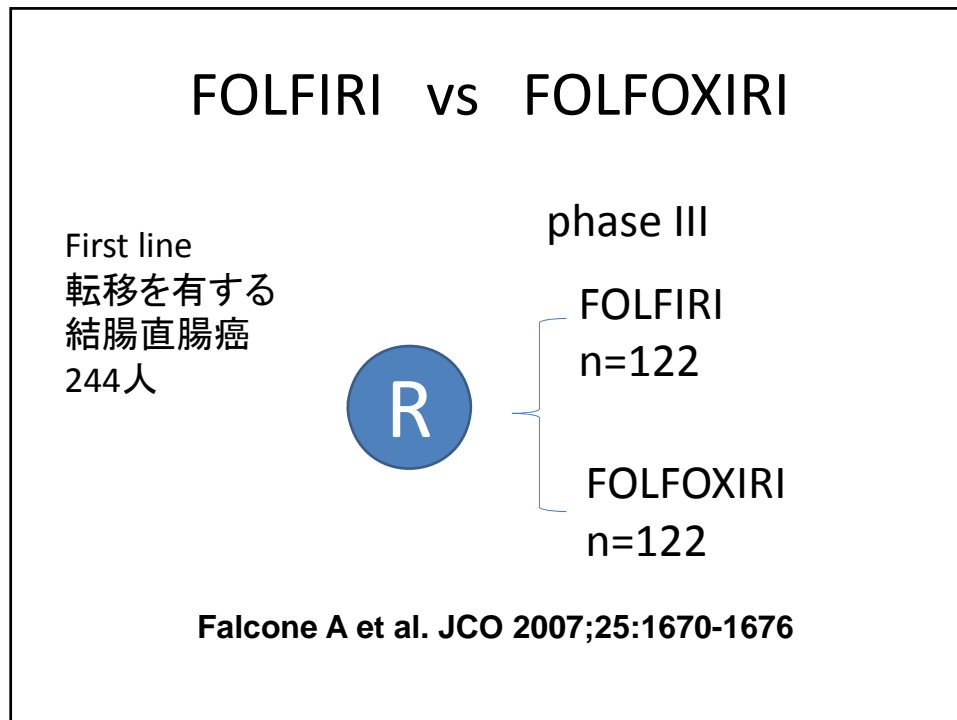 FOLFIRI vs FOLFOXIRI
First line
転移を有する
結腸直腸癌
244人
phase III
R
FOLFIRI
n=122
FOLFOXIRI
n=122
Falcone A et al. JCO 2007;25:1670-1676